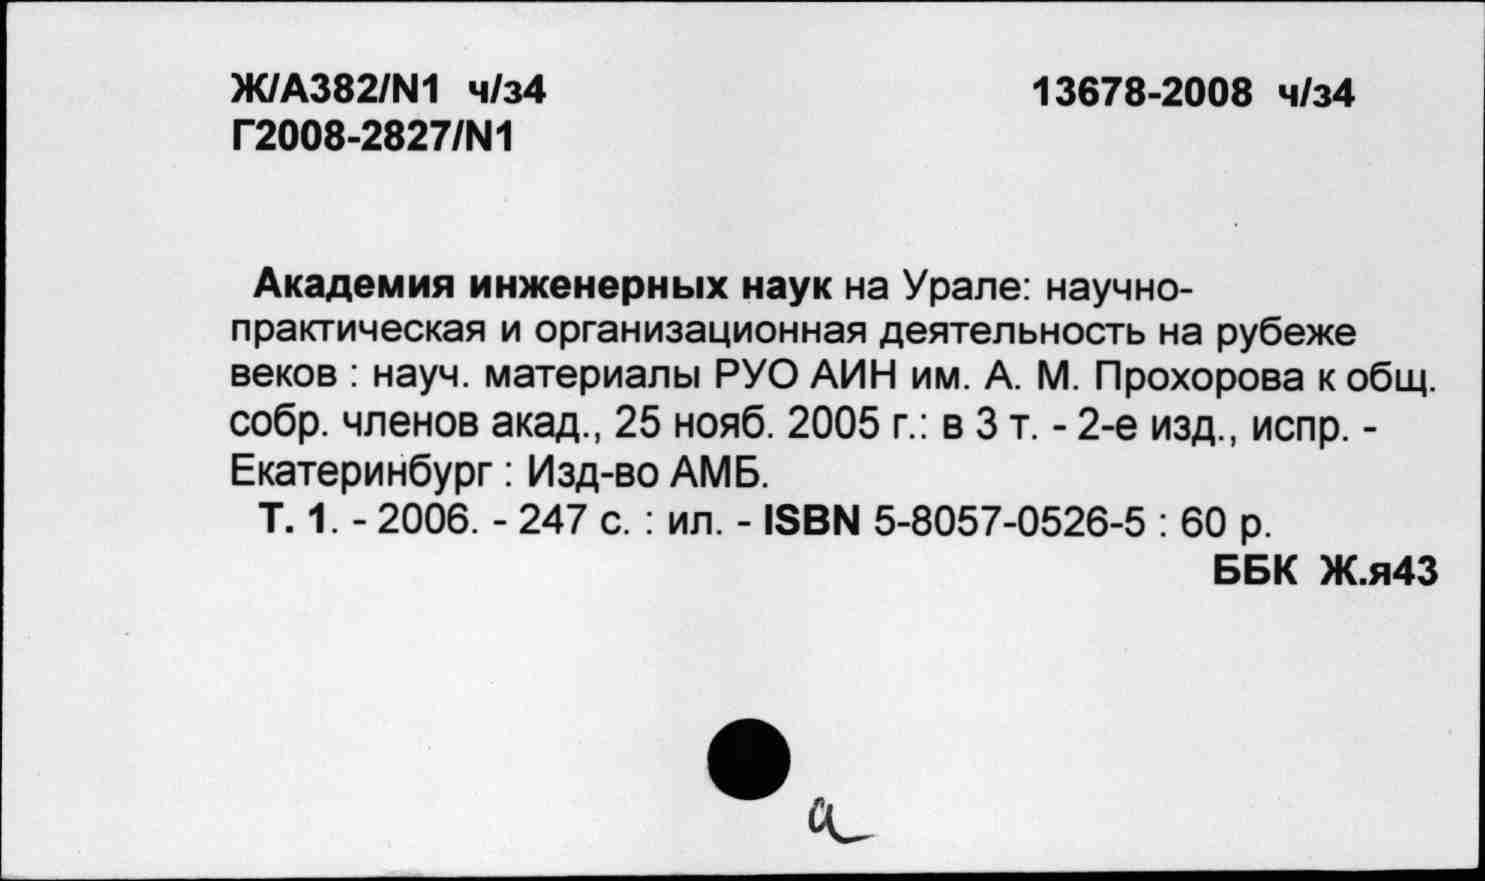 Ж/А382/N1 ч/з4 13678-2008 ч/з4
Г2008-2827/N1
Академия инженерных наук на Урале: научно-
практическая и организационная деятельность на рубеже
веков : науч. материалы РУО АИН им. А. М. Прохорова к общ.
собр. членов акад., 25 нояб. 2005 г.: в 3 т. - 2-е изд., испр. -
Екатеринбург : Изд-во АМБ.
Т. 1. - 2006. - 247 с. : ил. - ISBN 5-8057-0526-5 : 60 р.
ББК Ж.я43
а